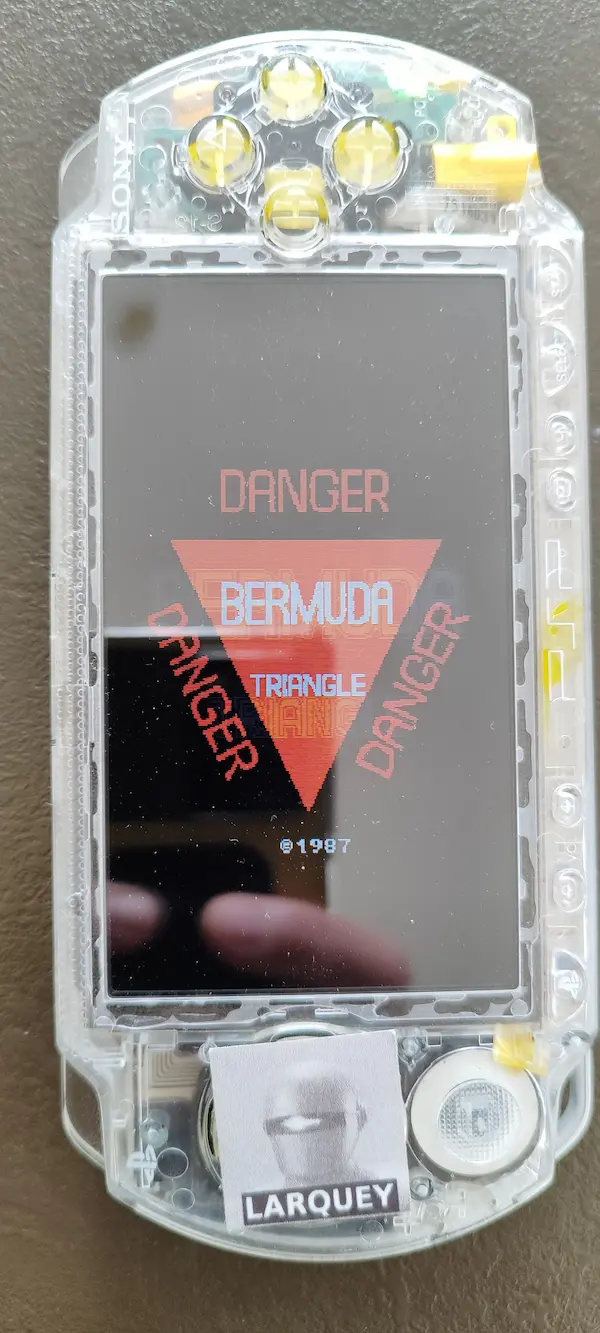 SONY
DANGER
BERMUDA
TRIANGLE
DANGER
DANGER
©1987
LARQUEY